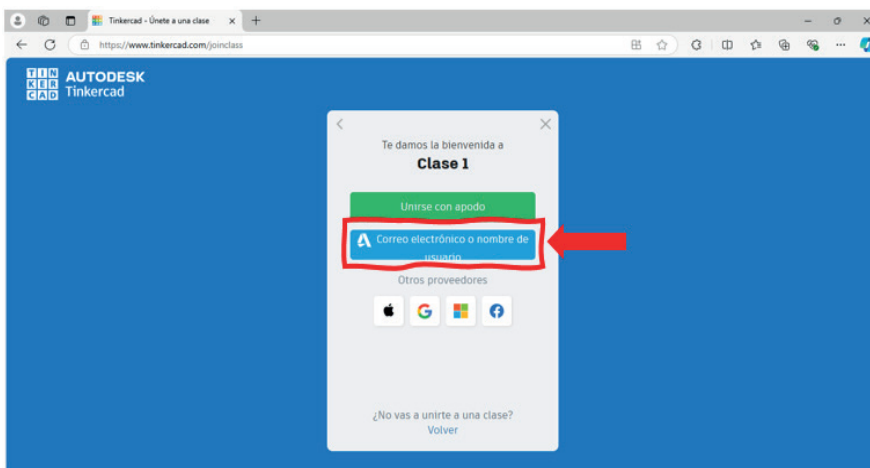 Tinkercad - Únete a una clase
https://www.tinkercad.com/joinclass
TIN
KER
CAD
AUTODESK
Tinkercad
Te damos la bienvenida a
Clase 1
Unirse con apodo
Correo electrónico o nombre de
usuario
Otros proveedores
¿No vas a unirte a una clase?
Volver